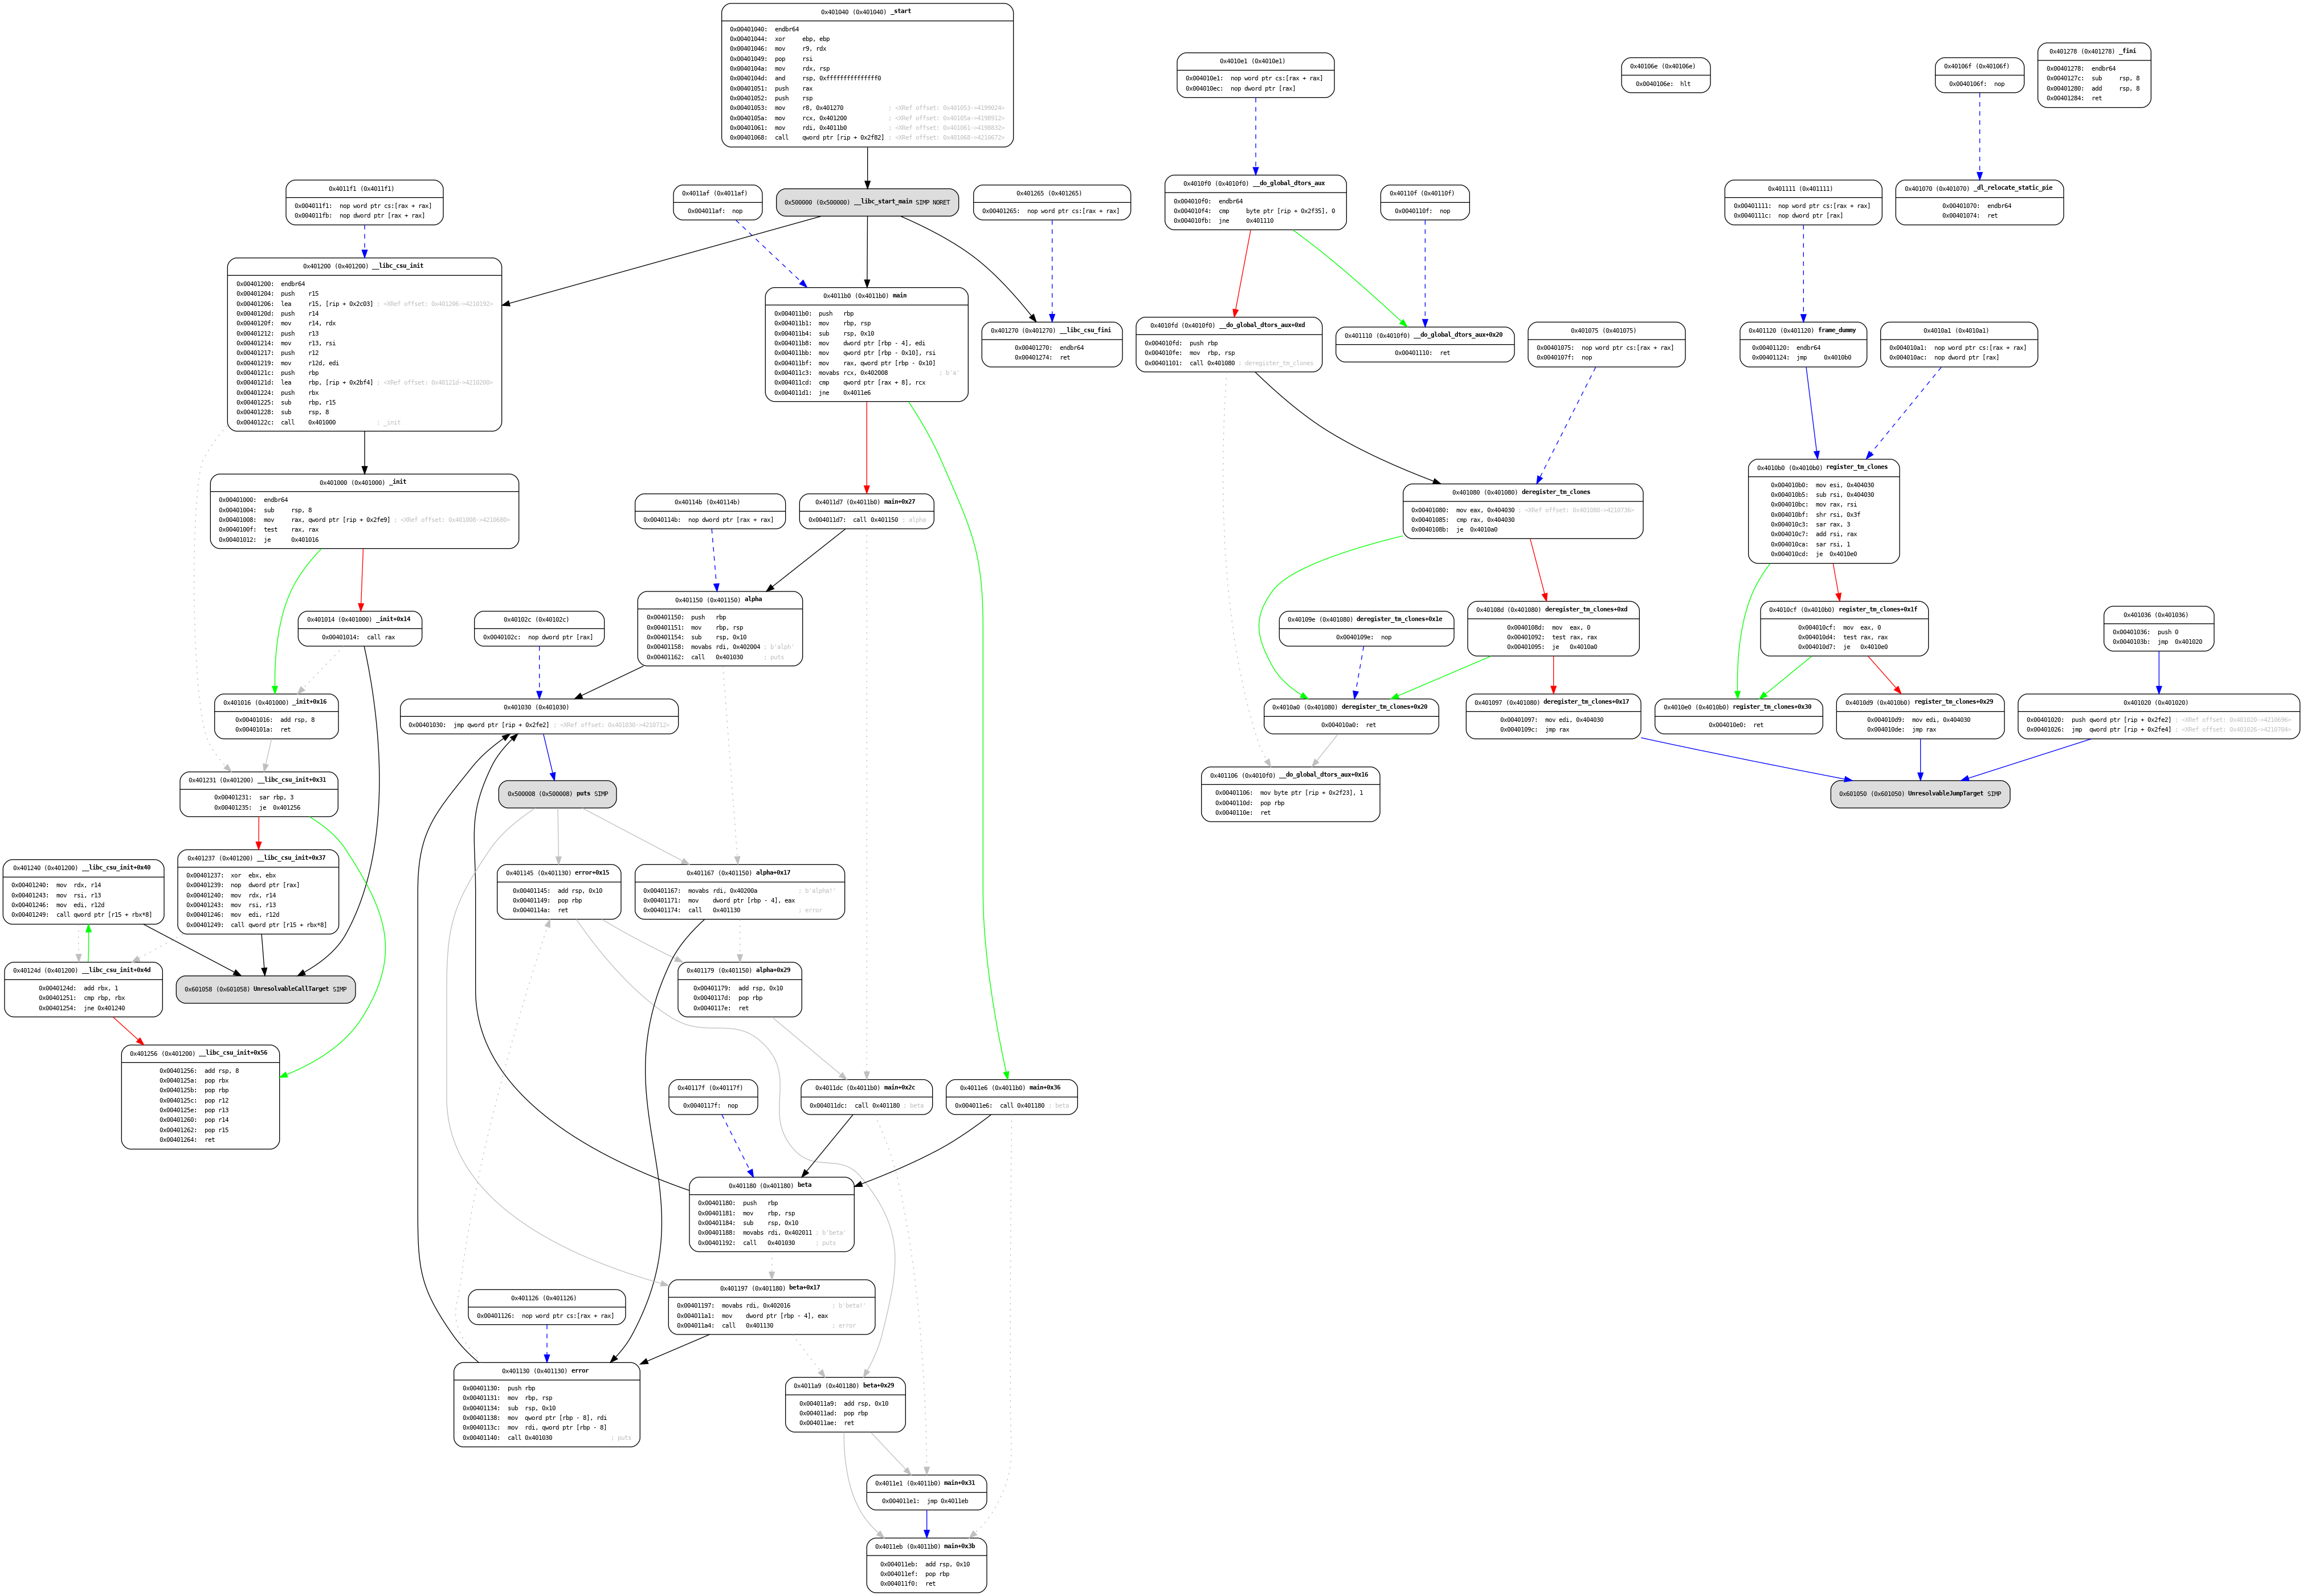 0x401040 (0x401040) _start
0x00401040: endbr64
0x00401044: xor ebp, ebp
0x00401046: mov r9, rdx
0x00401049: pop rsi
0x0040104a: mov rdx, rsp
0x0040104d: and rsp, 0xfffffffffffffff0
0x00401051: push rax
0x00401052: push rsp
0x00401053: mov r8, 0x401270 ; <XRef offset: 0x401053->4199024>
0x0040105a: mov rcx, 0x401200 ; <XRef offset: 0x40105a->4198912>
0x00401061: mov rdi, 0x4011b0 ; <XRef offset: 0x401061->4198832>
0x00401068: call qword ptr [rip + 0x2f82] ; <XRef offset: 0x401068->4210672>
0x4010e1 (0x4010e1)
0x004010e1: nop word ptr cs:[rax + rax]
0x004010ec: nop dword ptr [rax]
0x40106e (0x40106e)
0x0040106e: hlt
0x40106f (0x40106f)
0x0040106f: nop
0x401278 (0x401278) _fini
0x00401278: endbr64
0x0040127c: sub rsp, 8
0x00401280: add rsp, 8
0x00401284: ret
0x4011f1 (0x4011f1)
0x004011f1: nop word ptr cs:[rax + rax]
0x004011fb: nop dword ptr [rax + rax]
0x4011af (0x4011af)
0x004011af: nop
0x500000 (0x500000) __libc_start_main SIMP NORET
0x401265 (0x401265)
0x00401265: nop word ptr cs:[rax + rax]
0x4010f0 (0x4010f0) __do_global_dtors_aux
0x004010f0: endbr64
0x004010f4: cmp byte ptr [rip + 0x2f35], 0
0x004010fb: jne 0x401110
0x40110f (0x40110f)
0x0040110f: nop
0x401111 (0x401111)
0x00401111: nop word ptr cs:[rax + rax]
0x0040111c: nop dword ptr [rax]
0x401070 (0x401070) _dl_relocate_static_pie
0x00401070: endbr64
0x00401074: ret
0x401200 (0x401200) __libc_csu_init
0x00401200: endbr64
0x00401204: push r15
0x00401206: lea r15, [rip + 0x2c03] ; <XRef offset: 0x401206->4210192>
0x0040120d: push r14
0x0040120f: mov r14, rdx
0x00401212: push r13
0x00401214: mov r13, rsi
0x00401217: push r12
0x00401219: mov r12d, edi
0x0040121c: push rbp
0x0040121d: lea rbp, [rip + 0x2bf4] ; <XRef offset: 0x40121d->4210200>
0x00401224: push rbx
0x00401225: sub rbp, r15
0x00401228: sub rsp, 8
0x0040122c: call 0x401000 ; _init
0x4011b0 (0x4011b0) main
0x004011b0: push rbp
0x004011b1: mov rbp, rsp
0x004011b4: sub rsp, 0x10
0x004011b8: mov dword ptr [rbp - 4], edi
0x004011bb: mov qword ptr [rbp - 0x10], rsi
0x004011bf: mov rax, qword ptr [rbp - 0x10]
0x004011c3: movabs rcx, 0x402008 ; b'a'
0x004011cd: cmp qword ptr [rax + 8], rcx
0x004011d1: jne 0x4011e6
0x401270 (0x401270) __libc_csu_fini
0x00401270: endbr64
0x00401274: ret
0x4010fd (0x4010f0) __do_global_dtors_aux+0xd
0x004010fd: push rbp
0x004010fe: mov rbp, rsp
0x00401101: call 0x401080 ; deregister_tm_clones
0x401110 (0x4010f0) __do_global_dtors_aux+0x20
0x00401110: ret
0x401075 (0x401075)
0x00401075: nop word ptr cs:[rax + rax]
0x0040107f: nop
0x401120 (0x401120) frame_dummy
0x00401120: endbr64
0x00401124: jmp 0x4010b0
0x4010a1 (0x4010a1)
0x004010a1: nop word ptr cs:[rax + rax]
0x004010ac: nop dword ptr [rax]
0x401000 (0x401000) _init
0x00401000: endbr64
0x00401004: sub rsp, 8
0x00401008: mov rax, qword ptr [rip + 0x2fe9] ; <XRef offset: 0x401008->4210680>
0x0040100f: test rax, rax
0x00401012: je 0x401016
0x40114b (0x40114b)
0x0040114b: nop dword ptr [rax + rax]
0x4011d7 (0x4011b0) main+0x27
0x004011d7: call 0x401150 ; alpha
0x401080 (0x401080) deregister_tm_clones
0x00401080: mov eax, 0x404030 ; <XRef offset: 0x401080->4210736>
0x00401085: cmp rax, 0x404030
0x0040108b: je 0x4010a0
0x4010b0 (0x4010b0) register_tm_clones
0x004010b0: mov esi, 0x404030
0x004010b5: sub rsi, 0x404030
0x004010bc: mov rax, rsi
0x004010bf: shr rsi, 0x3f
0x004010c3: sar rax, 3
0x004010c7: add rsi, rax
0x004010ca: sar rsi, 1
0x004010cd: je 0x4010e0
0x401014 (0x401000) _init+0x14
0x00401014: call rax
0x40102c (0x40102c)
0x0040102c: nop dword ptr [rax]
0x401150 (0x401150) alpha
0x00401150: push rbp
0x00401151: mov rbp, rsp
0x00401154: sub rsp, 0x10
0x00401158: movabs rdi, 0x402004 ; b'alph'
0x00401162: call 0x401030 ; puts
0x40109e (0x401080) deregister_tm_clones+0x1e
0x0040109e: nop
0x40108d (0x401080) deregister_tm_clones+0xd
0x0040108d: mov eax, 0
0x00401092: test rax, rax
0x00401095: je 0x4010a0
0x4010cf (0x4010b0) register_tm_clones+0x1f
0x004010cf: mov eax, 0
0x004010d4: test rax, rax
0x004010d7: je 0x4010e0
0x401036 (0x401036)
0x00401036: push 0
0x0040103b: jmp 0x401020
0x401016 (0x401000) _init+0x16
0x00401016: add rsp, 8
0x0040101a: ret
0x401030 (0x401030)
0x00401030: jmp qword ptr [rip + 0x2fe2] ; <XRef offset: 0x401030->4210712>
0x4010a0 (0x401080) deregister_tm_clones+0x20
0x004010a0: ret
0x401097 (0x401080) deregister_tm_clones+0x17
0x00401097: mov edi, 0x404030
0x0040109c: jmp rax
0x4010e0 (0x4010b0) register_tm_clones+0x30
0x004010e0: ret
0x4010d9 (0x4010b0) register_tm_clones+0x29
0x004010d9: mov edi, 0x404030
0x004010de: jmp rax
0x401020 (0x401020)
0x00401020: push qword ptr [rip + 0x2fe2] ; <XRef offset: 0x401020->4210696>
0x00401026: jmp qword ptr [rip + 0x2fe4] ; <XRef offset: 0x401026->4210704>
0x401231 (0x401200) __libc_csu_init+0x31
0x00401231: sar rbp, 3
0x00401235: je 0x401256
0x500008 (0x500008) puts SIMP
0x401106 (0x4010f0) __do_global_dtors_aux+0x16
0x00401106: mov byte ptr [rip + 0x2f23], 1
0x0040110d: pop rbp
0x0040110e: ret
0x601050 (0x601050) UnresolvableJumpTarget SIMP
0x401240 (0x401200) __libc_csu_init+0x40
0x00401240: mov rdx, r14
0x00401243: mov rsi, r13
0x00401246: mov edi, r12d
0x00401249: call qword ptr [r15 + rbx*8]
0x401237 (0x401200) __libc_csu_init+0x37
0x00401237: xor ebx, ebx
0x00401239: nop dword ptr [rax]
0x00401240: mov rdx, r14
0x00401243: mov rsi, r13
0x00401246: mov edi, r12d
0x00401249: call qword ptr [r15 + rbx*8]
0x401145 (0x401130) error+0x15
0x00401145: add rsp, 0x10
0x00401149: pop rbp
0x0040114a: ret
0x401167 (0x401150) alpha+0x17
0x00401167: movabs rdi, 0x40200a ; b'alpha!'
0x00401171: mov dword ptr [rbp - 4], eax
0x00401174: call 0x401130 ; error
0x40124d (0x401200) __libc_csu_init+0x4d
0x0040124d: add rbx, 1
0x00401251: cmp rbp, rbx
0x00401254: jne 0x401240
0x601058 (0x601058) UnresolvableCallTarget SIMP
0x401179 (0x401150) alpha+0x29
0x00401179: add rsp, 0x10
0x0040117d: pop rbp
0x0040117e: ret
0x401256 (0x401200) __libc_csu_init+0x56
0x00401256: add rsp, 8
0x0040125a: pop rbx
0x0040125b: pop rbp
0x0040125c: pop r12
0x0040125e: pop r13
0x00401260: pop r14
0x00401262: pop r15
0x00401264: ret
0x40117f (0x40117f)
0x0040117f: nop
0x4011dc (0x4011b0) main+0x2c
0x004011dc: call 0x401180 ; beta
0x4011e6 (0x4011b0) main+0x36
0x004011e6: call 0x401180 ; beta
0x401180 (0x401180) beta
0x00401180: push rbp
0x00401181: mov rbp, rsp
0x00401184: sub rsp, 0x10
0x00401188: movabs rdi, 0x402011 ; b'beta'
0x00401192: call 0x401030 ; puts
0x401126 (0x401126)
0x00401126: nop word ptr cs:[rax + rax]
0x401197 (0x401180) beta+0x17
0x00401197: movabs rdi, 0x402016 ; b'beta!'
0x004011a1: mov dword ptr [rbp - 4], eax
0x004011a4: call 0x401130 ; error
0x401130 (0x401130) error
0x00401130: push rbp
0x00401131: mov rbp, rsp
0x00401134: sub rsp, 0x10
0x00401138: mov qword ptr [rbp - 8], rdi
0x0040113c: mov rdi, qword ptr [rbp - 8]
0x00401140: call 0x401030 ; puts
0x4011a9 (0x401180) beta+0x29
0x004011a9: add rsp, 0x10
0x004011ad: pop rbp
0x004011ae: ret
0x4011e1 (0x4011b0) main+0x31
0x004011e1: jmp 0x4011eb
0x4011eb (0x4011b0) main+0x3b
0x004011eb: add rsp, 0x10
0x004011ef: pop rbp
0x004011f0: ret